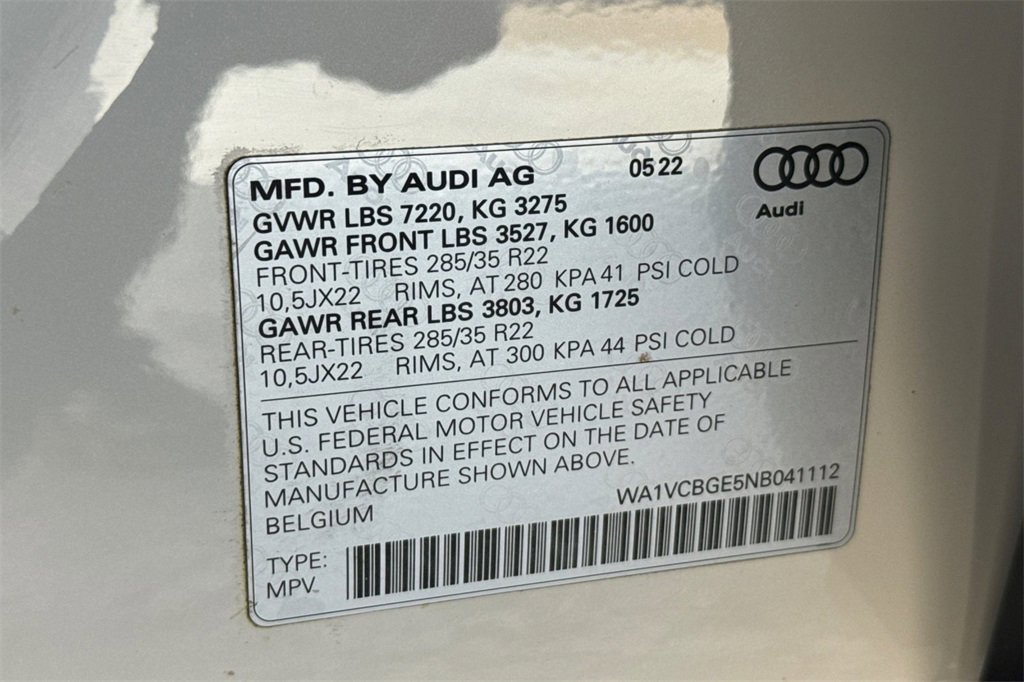 MFD. BY AUDI AG 05 22
GVWR LBS 7220, KG 3275
Audi
GAWR FRONT LBS 3527, KG 1600
FRONT-TIRES 285/35 R22
10,5JX22 RIMS, AT 280 KPA 41 PSI COLD
GAWR REAR LBS 3803, KG 1725
REAR-TIRES 285/35 R22
10,5JX22 RIMS, AT 300 KPA 44 PSI COLD
THIS VEHICLE CONFORMS TO ALL APPLICABLE
U.S. FEDERAL MOTOR VEHICLE SAFETY
STANDARDS IN EFFECT ON THE DATE OF
MANUFACTURE SHOWN ABOVE.
BELGIUM WA1VCBGE5NB041112
TYPE:
MPV